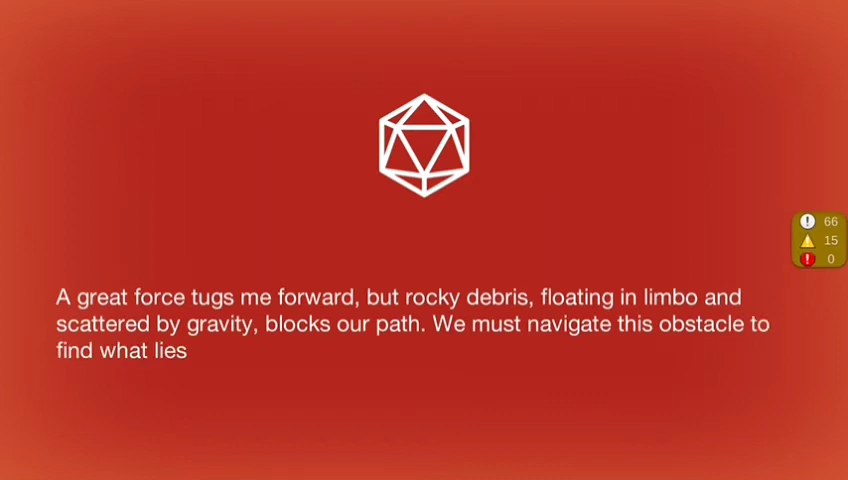 A great force tugs me forward, but rocky debris, floating in limbo and
scattered by gravity, blocks our path. We must navigate this obstacle to
find what lies
66
15
0